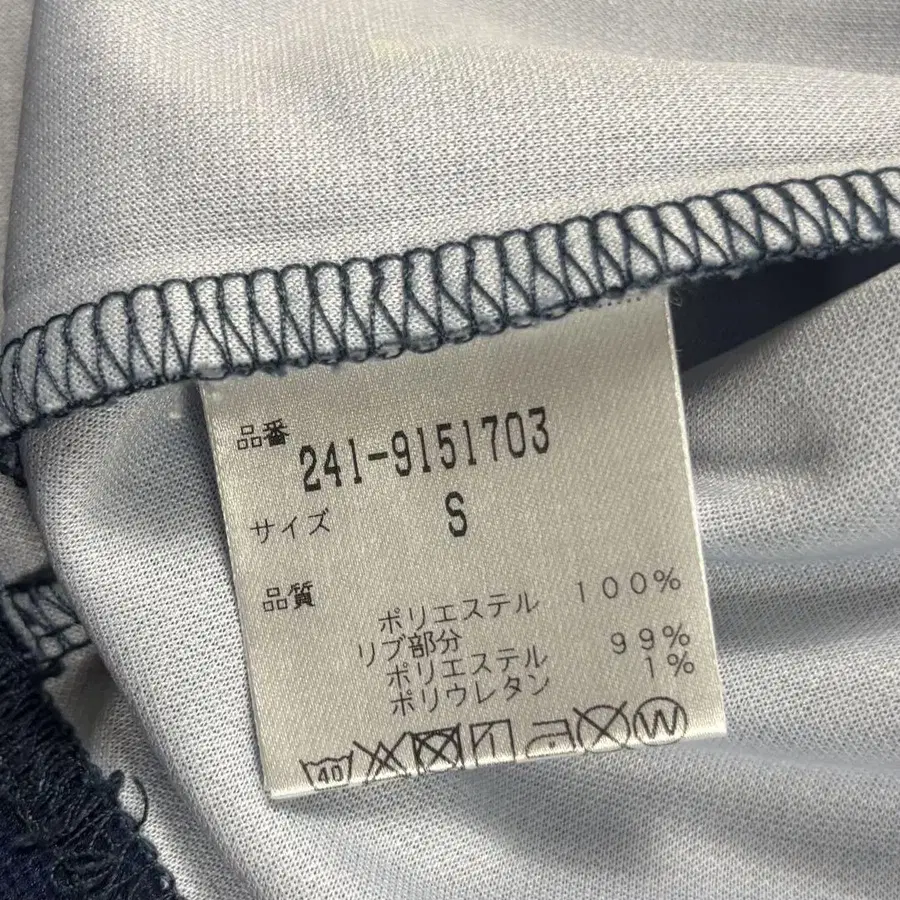 品番 241-9151703
サイズ S
品質 ポリエステル 100%
リブ部分
ポリエステル 99%
ポリウレタン 1%
40 W